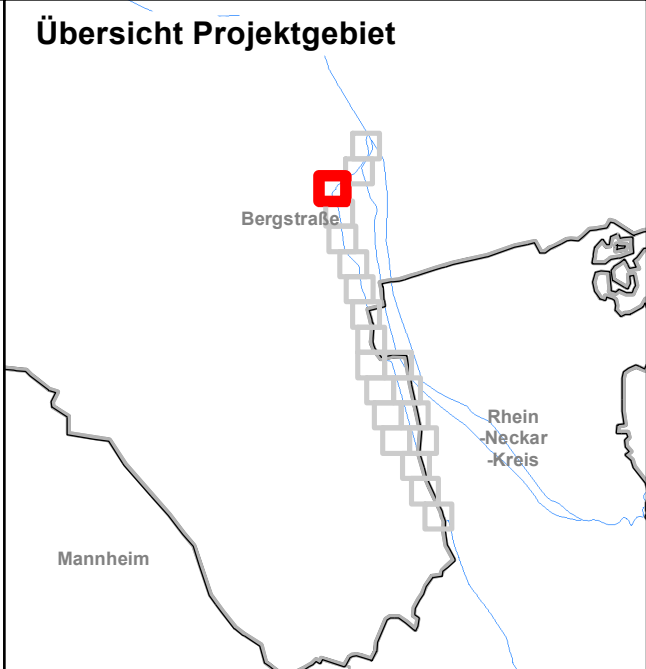 Übersicht Projektgebiet
Bergstraße
Rhein
-Neckar
-Kreis
Mannheim